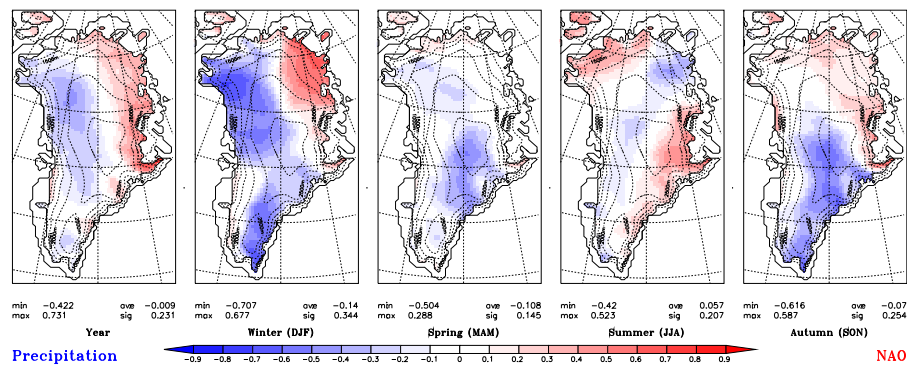 min −0.422 ave −0.009
max 0.731 sig 0.231
Year
min −0.707 ave −0.14
max 0.677 sig 0.344
Winter (DJF)
min −0.504 ave −0.108
max 0.288 sig 0.145
Spring (MAM)
min −0.42 ave 0.057
max 0.523 sig 0.207
Summer (JJA)
min −0.616 ave −0.07
max 0.587 sig 0.254
Autumn (SON)
Precipitation
−0.9 −0.8 −0.7 −0.6 −0.5 −0.4 −0.3 −0.2 −0.1 0 0.1 0.2 0.3 0.4 0.5 0.6 0.7 0.8 0.9
NAO